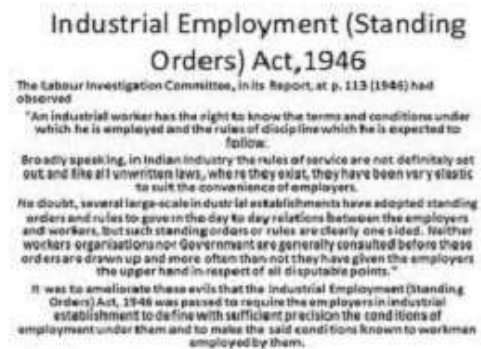 Industrial Employment (Standing
Orders) Act,1946
The Labour Investigation Committee, in its Report, at p. 113 (1946) had
observed
"An industrial worker has the right to know the terms and conditions under
which he is employed and the rules of discipline which he is expected to
follow.
Broadly speaking, in Indian Industry the rules of service are not definitely set
out and like all unwritten laws, where they exist, they have been very elastic
to suit the convenience of employers.
No doubt, several large-scale industrial establishments have adopted standing
orders and rules to govern the day to day relations between the employers
and workers, but such standing orders or rules are clearly one sided. Neither
workers organisations nor Government are generally consulted before these
orders are drawn up and more often than not they have given the employers
the upper hand in respect of all disputable points."
It was to ameliorate these evils that the Industrial Employment (Standing
Orders) Act, 1946 was passed to require the employers in industrial
establishment to define with sufficient precision the conditions of
employment under them and to make the said conditions known to workmen
employed by them.